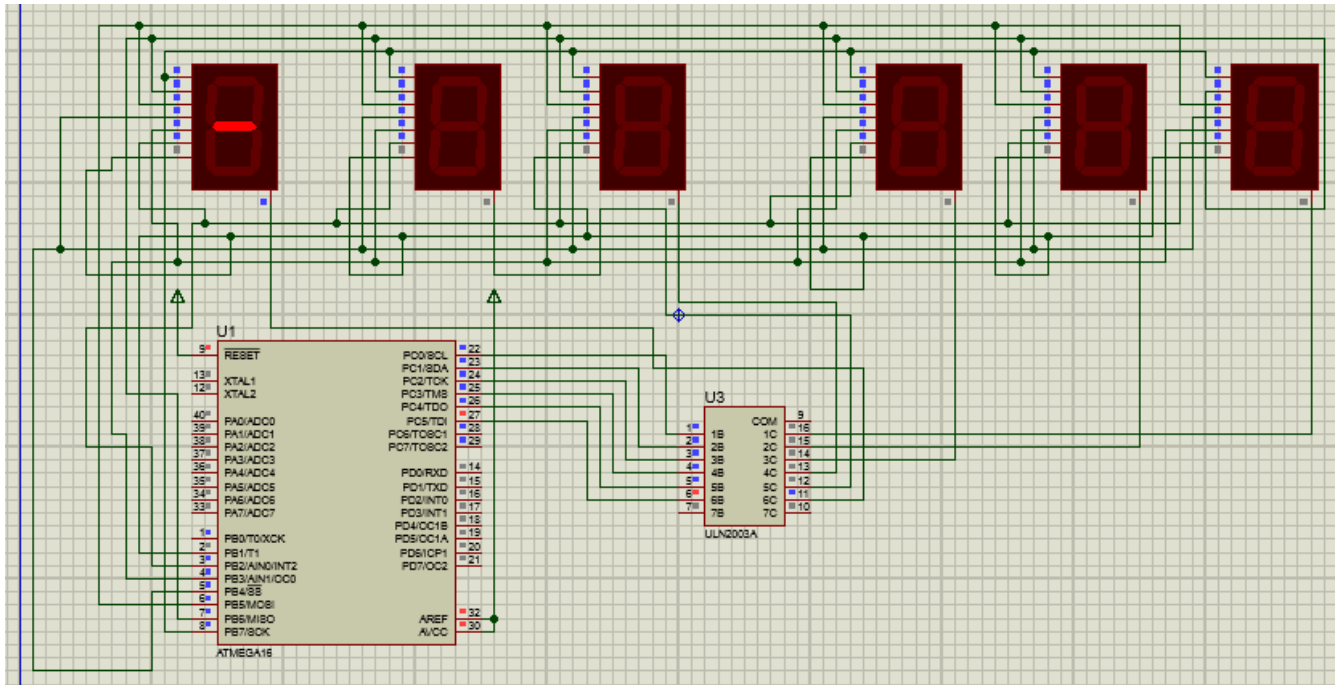 U1
9 RESET PC0/SCL 22
PC1/SDA 23
13 XTAL1 PC2/TCK 24
12 XTAL2 PC3/TMS 25
PC4/TDO 26
40 PA0/ADC0 PC5/TDI 27
39 PA1/ADC1 PC6/TOSC1 28
38 PA2/ADC2 PC7/TOSC2 29
37 PA3/ADC3
36 PA4/ADC4 PD0/RXD 14
35 PA5/ADC5 PD1/TXD 15
34 PA6/ADC6 PD2/INT0 16
33 PA7/ADC7 PD3/INT1 17
PD4/OC1B 18
1 PB0/T0/XCK PD5/OC1A 19
2 PB1/T1 PD6/ICP1 20
3 PB2/AIN0/INT2 PD7/OC2 21
4 PB3/AIN1/OC0
5 PB4/SS
6 PB5/MOSI
7 PB6/MISO AREF 32
8 PB7/SCK AVCC 30
ATMEGA16
U3
COM 9
1 1B 1C 16
2 2B 2C 15
3 3B 3C 14
4 4B 4C 13
5 5B 5C 12
6 6B 6C 11
7 7B 7C 10
ULN2003A